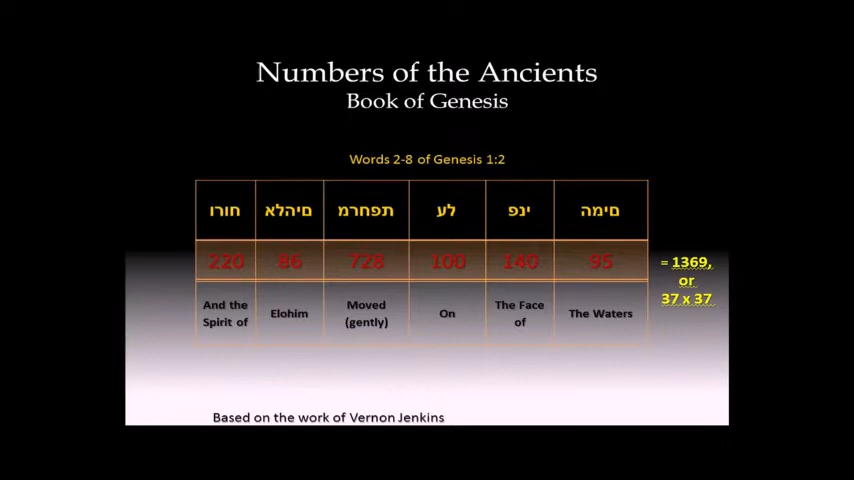 Numbers of the Ancients
Book of Genesis
Words 2-8 of Genesis 1:2
חורו םיהלא תפחרמ לע ינפ םימה
220 86 728 100 140 95
= 1369,
or
37 x 37
And the
Spirit of
Elohim
Moved
(gently)
On
The Face
of
The Waters
Based on the work of Vernon Jenkins